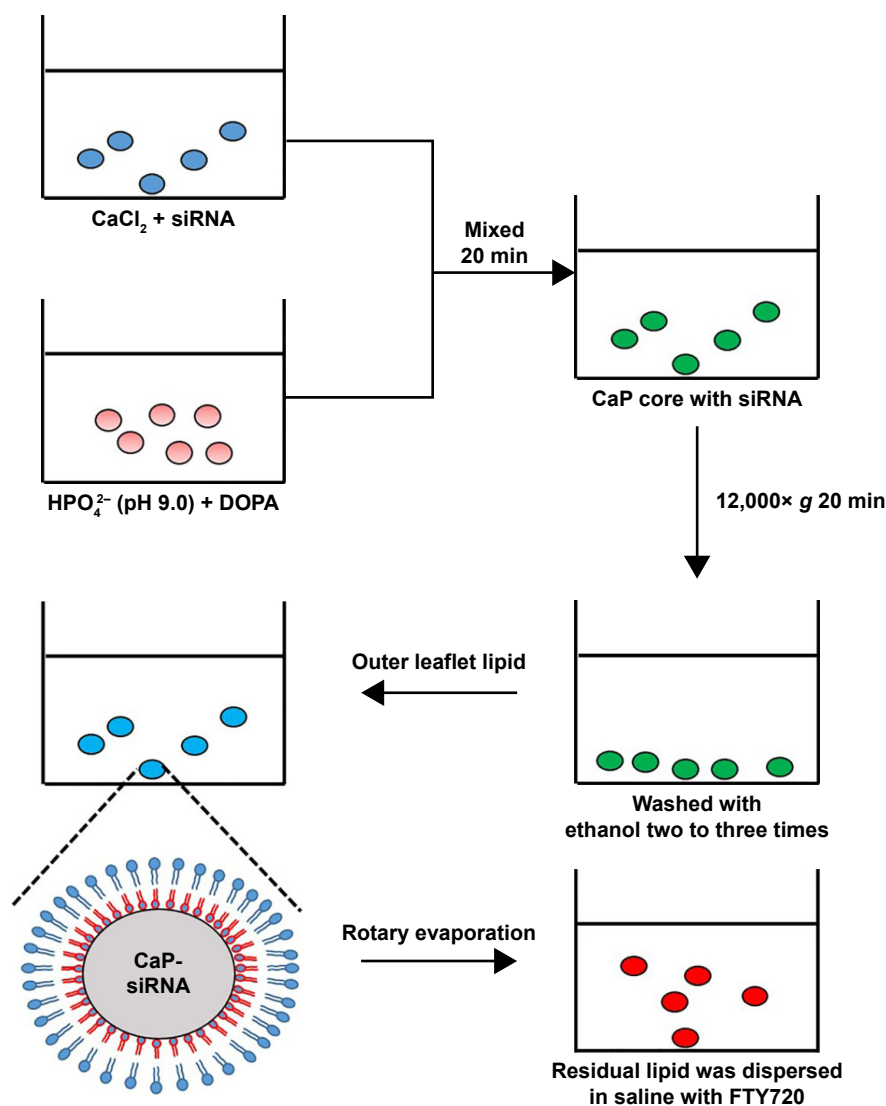 CaCl₂ + siRNA
Mixed
20 min
HPO₄²⁻ (pH 9.0) + DOPA
CaP core with siRNA
12,000× g 20 min
Outer leaflet lipid
Washed with
ethanol two to three times
CaP-
siRNA
Rotary evaporation
Residual lipid was dispersed
in saline with FTY720